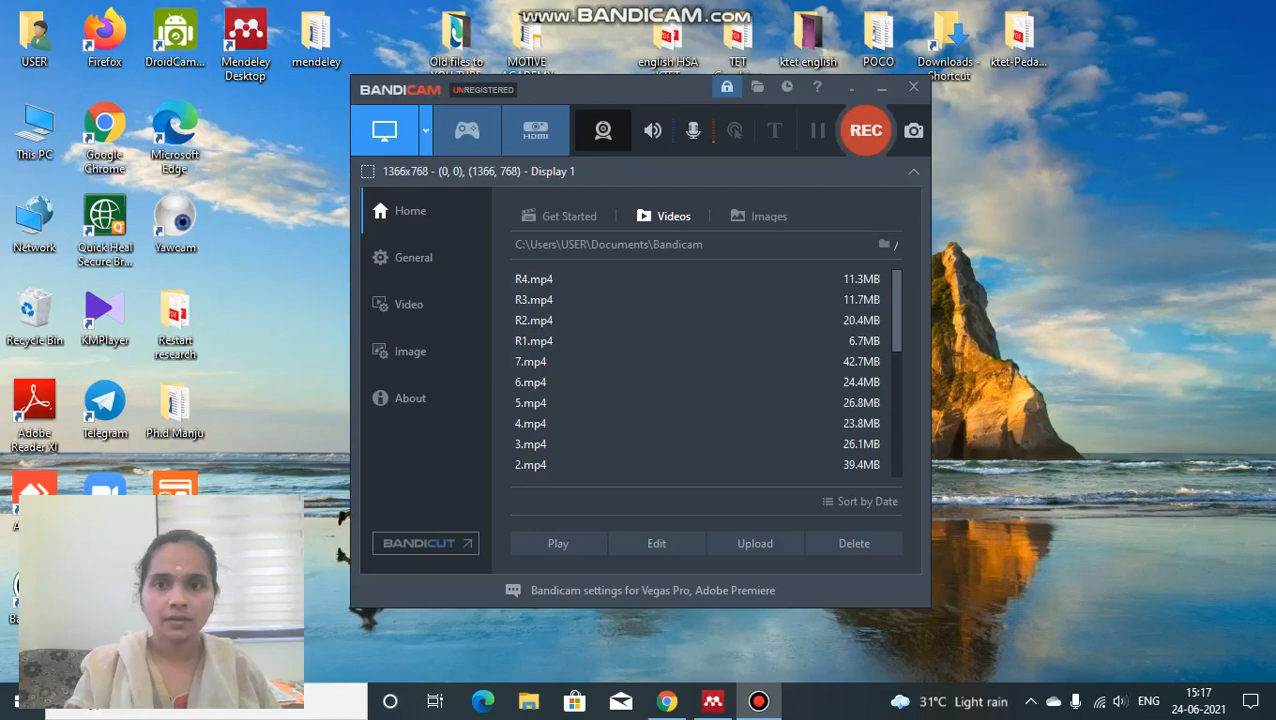 www.BANDICAM.com
USER
Firefox
DroidCam...
Mendeley
Desktop
mendeley
Old files to
MOTIVE
english HSA
TET
ktet english
POCO
Downloads -
Shortcut
ktet-Peda...
This PC
Google
Chrome
Microsoft
Edge
Network
Quick Heal
Secure Br...
Yawcam
Recycle Bin
KMPlayer
Restart
research
Adobe
Reader XI
Telegram
Ph.d Manju
BANDICAM UNREGISTERED
HDMI
REC
1366x768 - (0, 0), (1366, 768) - Display 1
Home
General
Video
Image
About
BANDICUT
Get Started
Videos
Images
C:\Users\USER\Documents\Bandicam
/
R4.mp4 11.3MB
R3.mp4 11.7MB
R2.mp4 20.4MB
R1.mp4 6.7MB
7.mp4 42.7MB
6.mp4 24.4MB
5.mp4 26.8MB
4.mp4 23.8MB
3.mp4 26.1MB
2.mp4 39.4MB
Sort by Date
Play
Edit
Upload
Delete
Bandicam settings for Vegas Pro, Adobe Premiere
31°C Light rain
ENG
15:17
24-06-2021